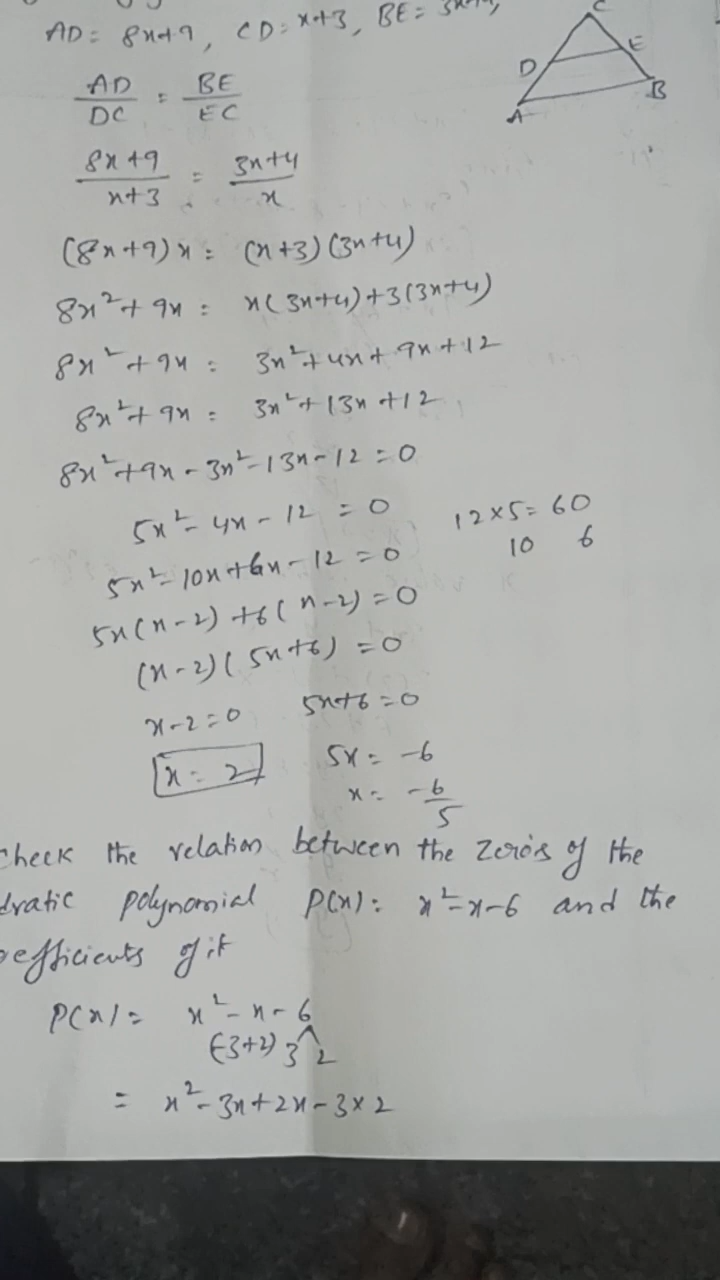 AD = 8x+9, CD = x+3, BE = 3x+4,
C
D E
A B
AD/DC = BE/EC
8x+9/x+3 = 3x+4/x
(8x+9)x = (x+3)(3x+4)
8x²+9x = x(3x+4)+3(3x+4)
8x²+9x = 3x²+4x+9x+12
8x²+9x = 3x²+13x+12
8x²+9x-3x²-13x-12=0
5x²-4x-12=0 12×5=60
5x²-10x+6x-12=0 10 6
5x(x-2)+6(x-2)=0
(x-2)(5x+6)=0
x-2=0 5x+6=0
x=2 5x=-6
x=-6/5
check the relation between the zero's of the
dratic polynomial P(x)= x²-x-6 and the
oefficients of it
P(x)= x²-x-6
(-3+2) 3 2
= x²-3x+2x-3×2